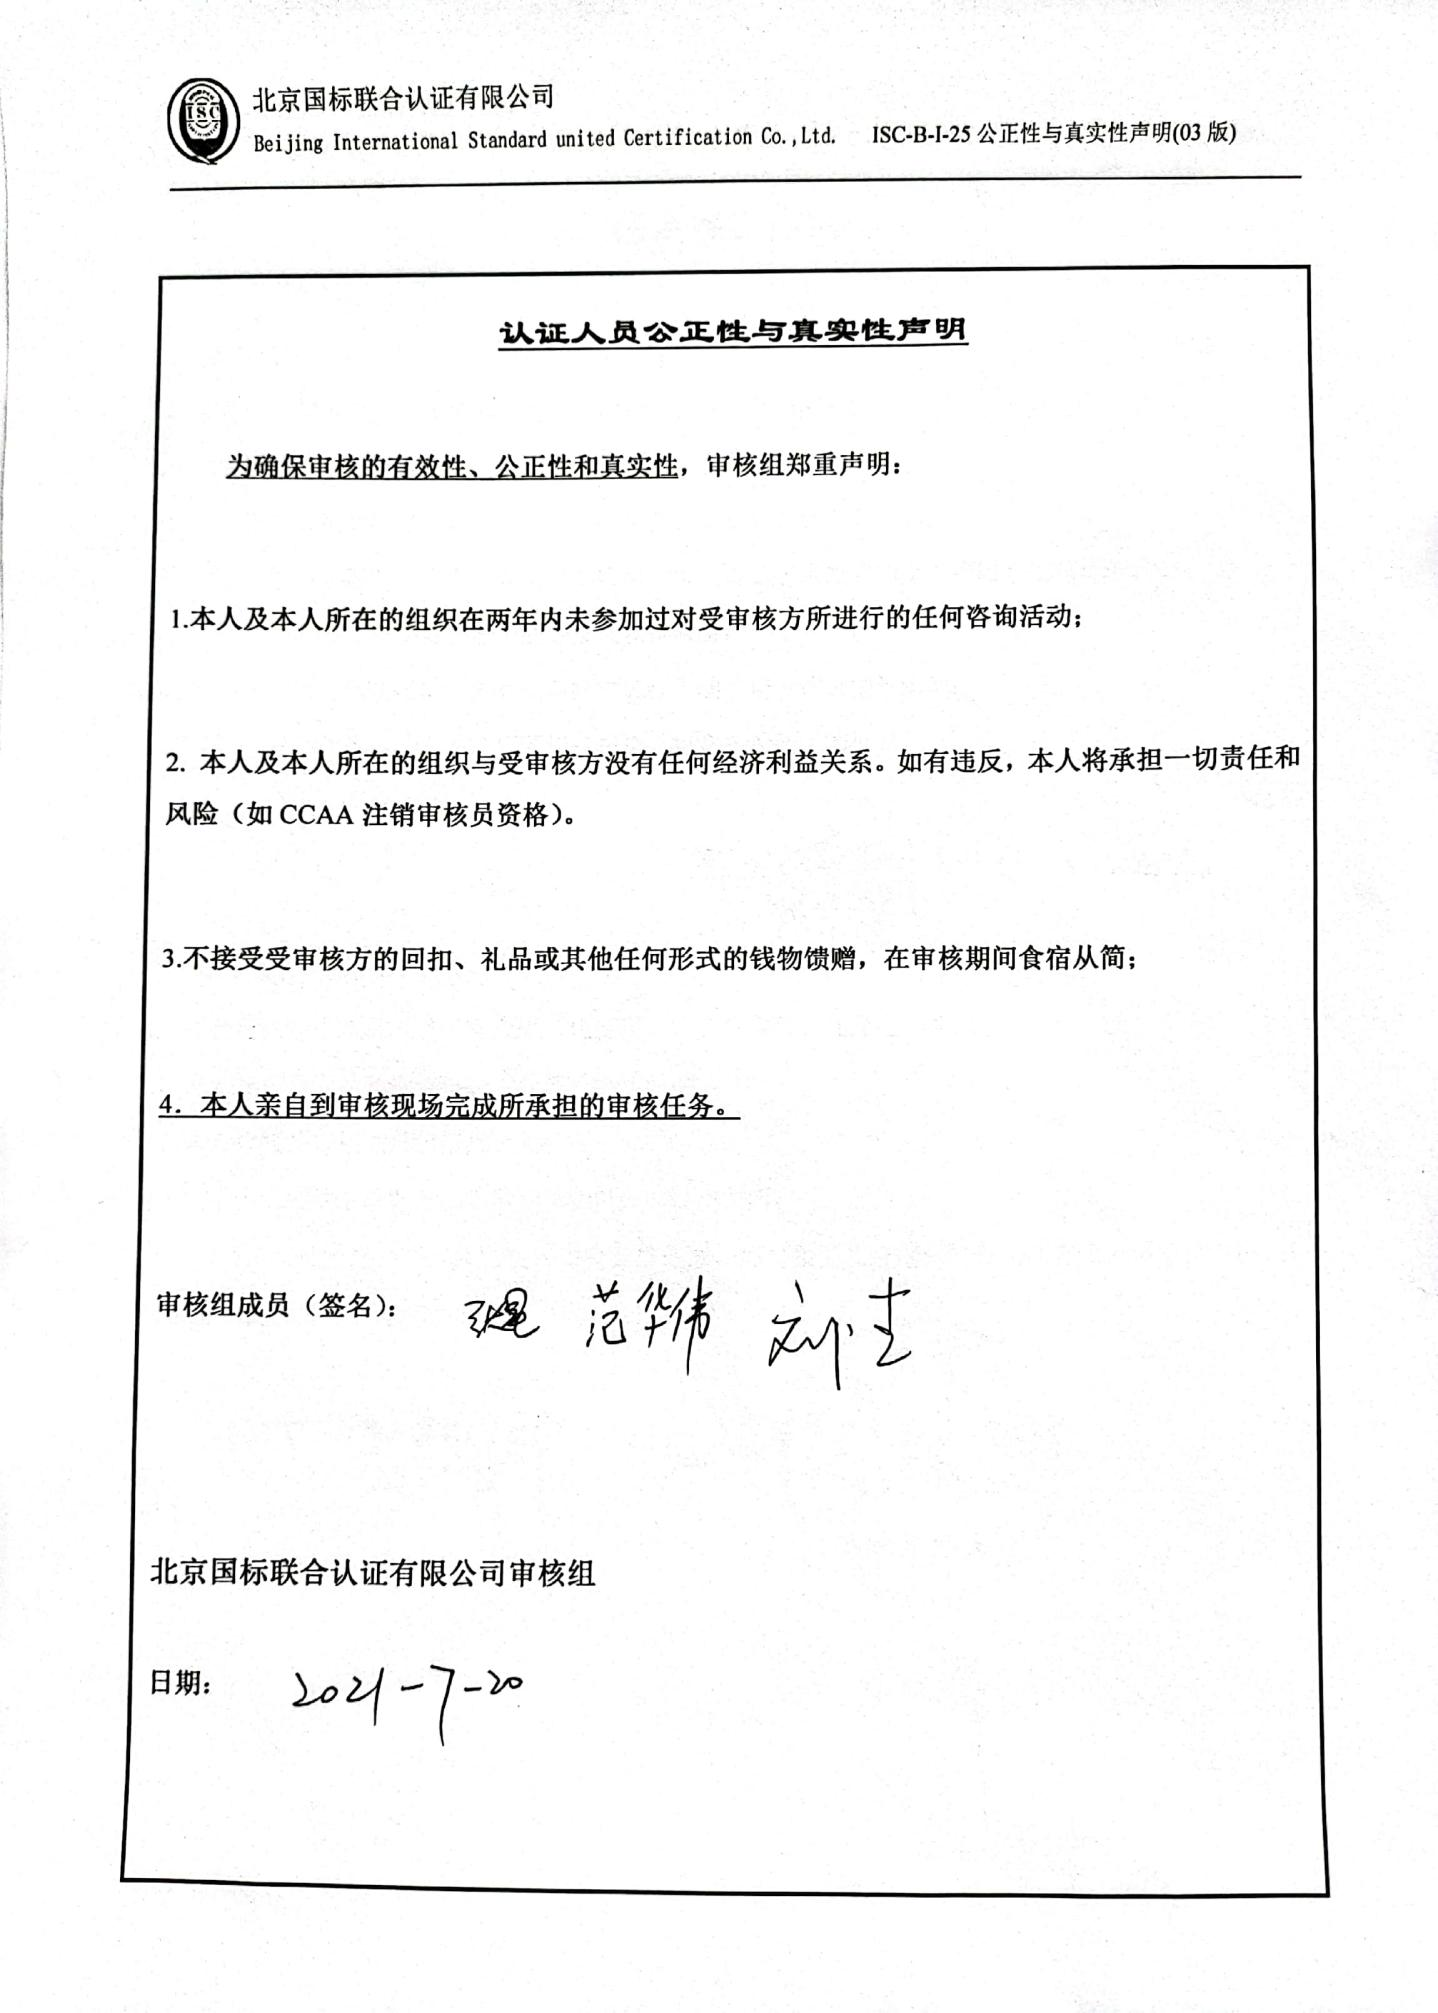 ISC
北京国标联合认证有限公司
Beijing International Standard united Certification Co.,Ltd. ISC-B-I-25 公正性与真实性声明(03 版)
认证人员公正性与真实性声明
为确保审核的有效性、公正性和真实性，审核组郑重声明：
1.本人及本人所在的组织在两年内未参加过对受审核方所进行的任何咨询活动；
2. 本人及本人所在的组织与受审核方没有任何经济利益关系。如有违反，本人将承担一切责任和
风险（如 CCAA 注销审核员资格）。
3.不接受受审核方的回扣、礼品或其他任何形式的钱物馈赠，在审核期间食宿从简；
4．本人亲自到审核现场完成所承担的审核任务。
审核组成员（签名）： 范华伟
北京国标联合认证有限公司审核组
日期： 2021-7-20